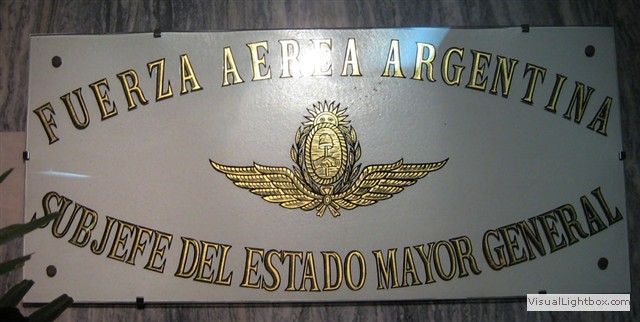 FUERZA AEREA ARGENTINA
SUBJEFE DEL ESTADO MAYOR GENERAL
VisualLightbox.com